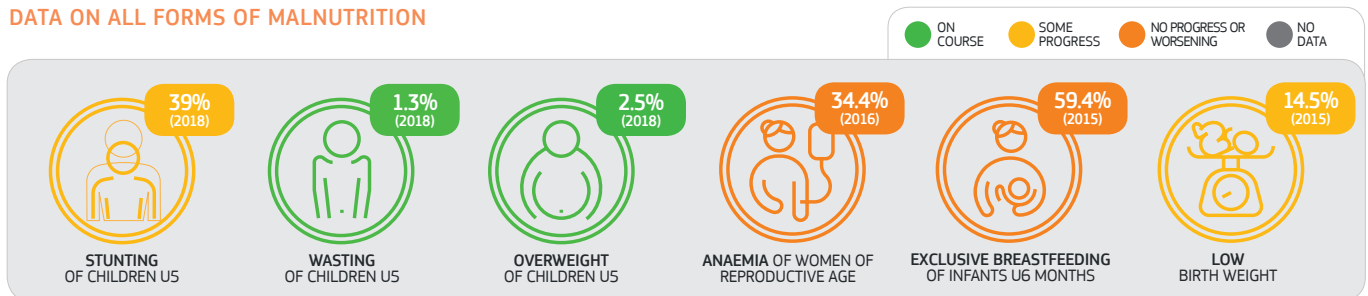 DATA ON ALL FORMS OF MALNUTRITION
ON
COURSE
SOME
PROGRESS
NO PROGRESS OR
WORSENING
NO
DATA
39%
(2018)
STUNTING
OF CHILDREN U5
1.3%
(2018)
WASTING
OF CHILDREN U5
2.5%
(2018)
OVERWEIGHT
OF CHILDREN U5
34.4%
(2016)
ANAEMIA OF WOMEN OF
REPRODUCTIVE AGE
59.4%
(2015)
EXCLUSIVE BREASTFEEDING
OF INFANTS U6 MONTHS
14.5%
(2015)
LOW
BIRTH WEIGHT